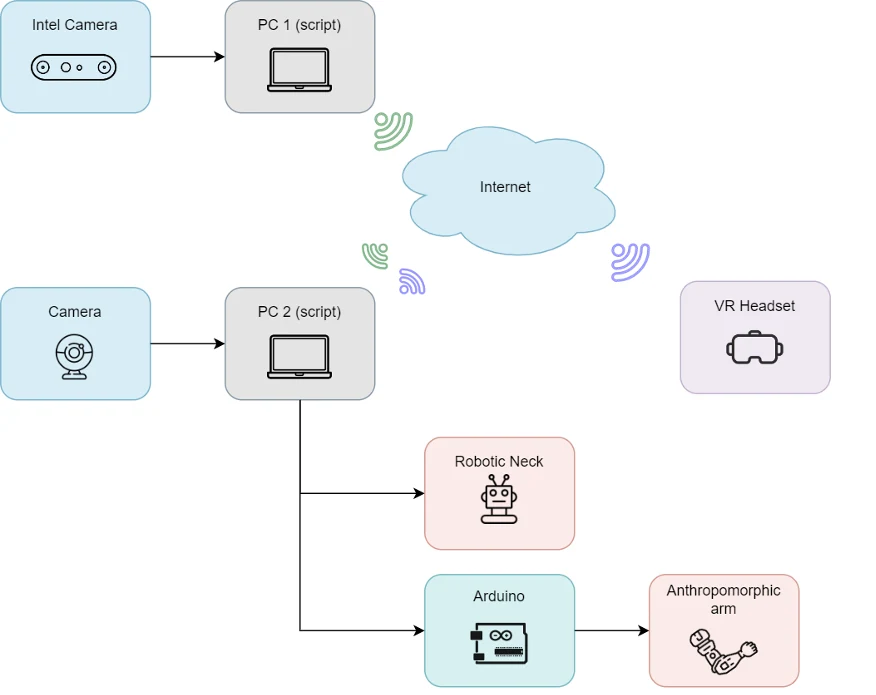 Intel Camera
PC 1 (script)
Internet
Camera
PC 2 (script)
VR Headset
Robotic Neck
Arduino
Anthropomorphic
arm